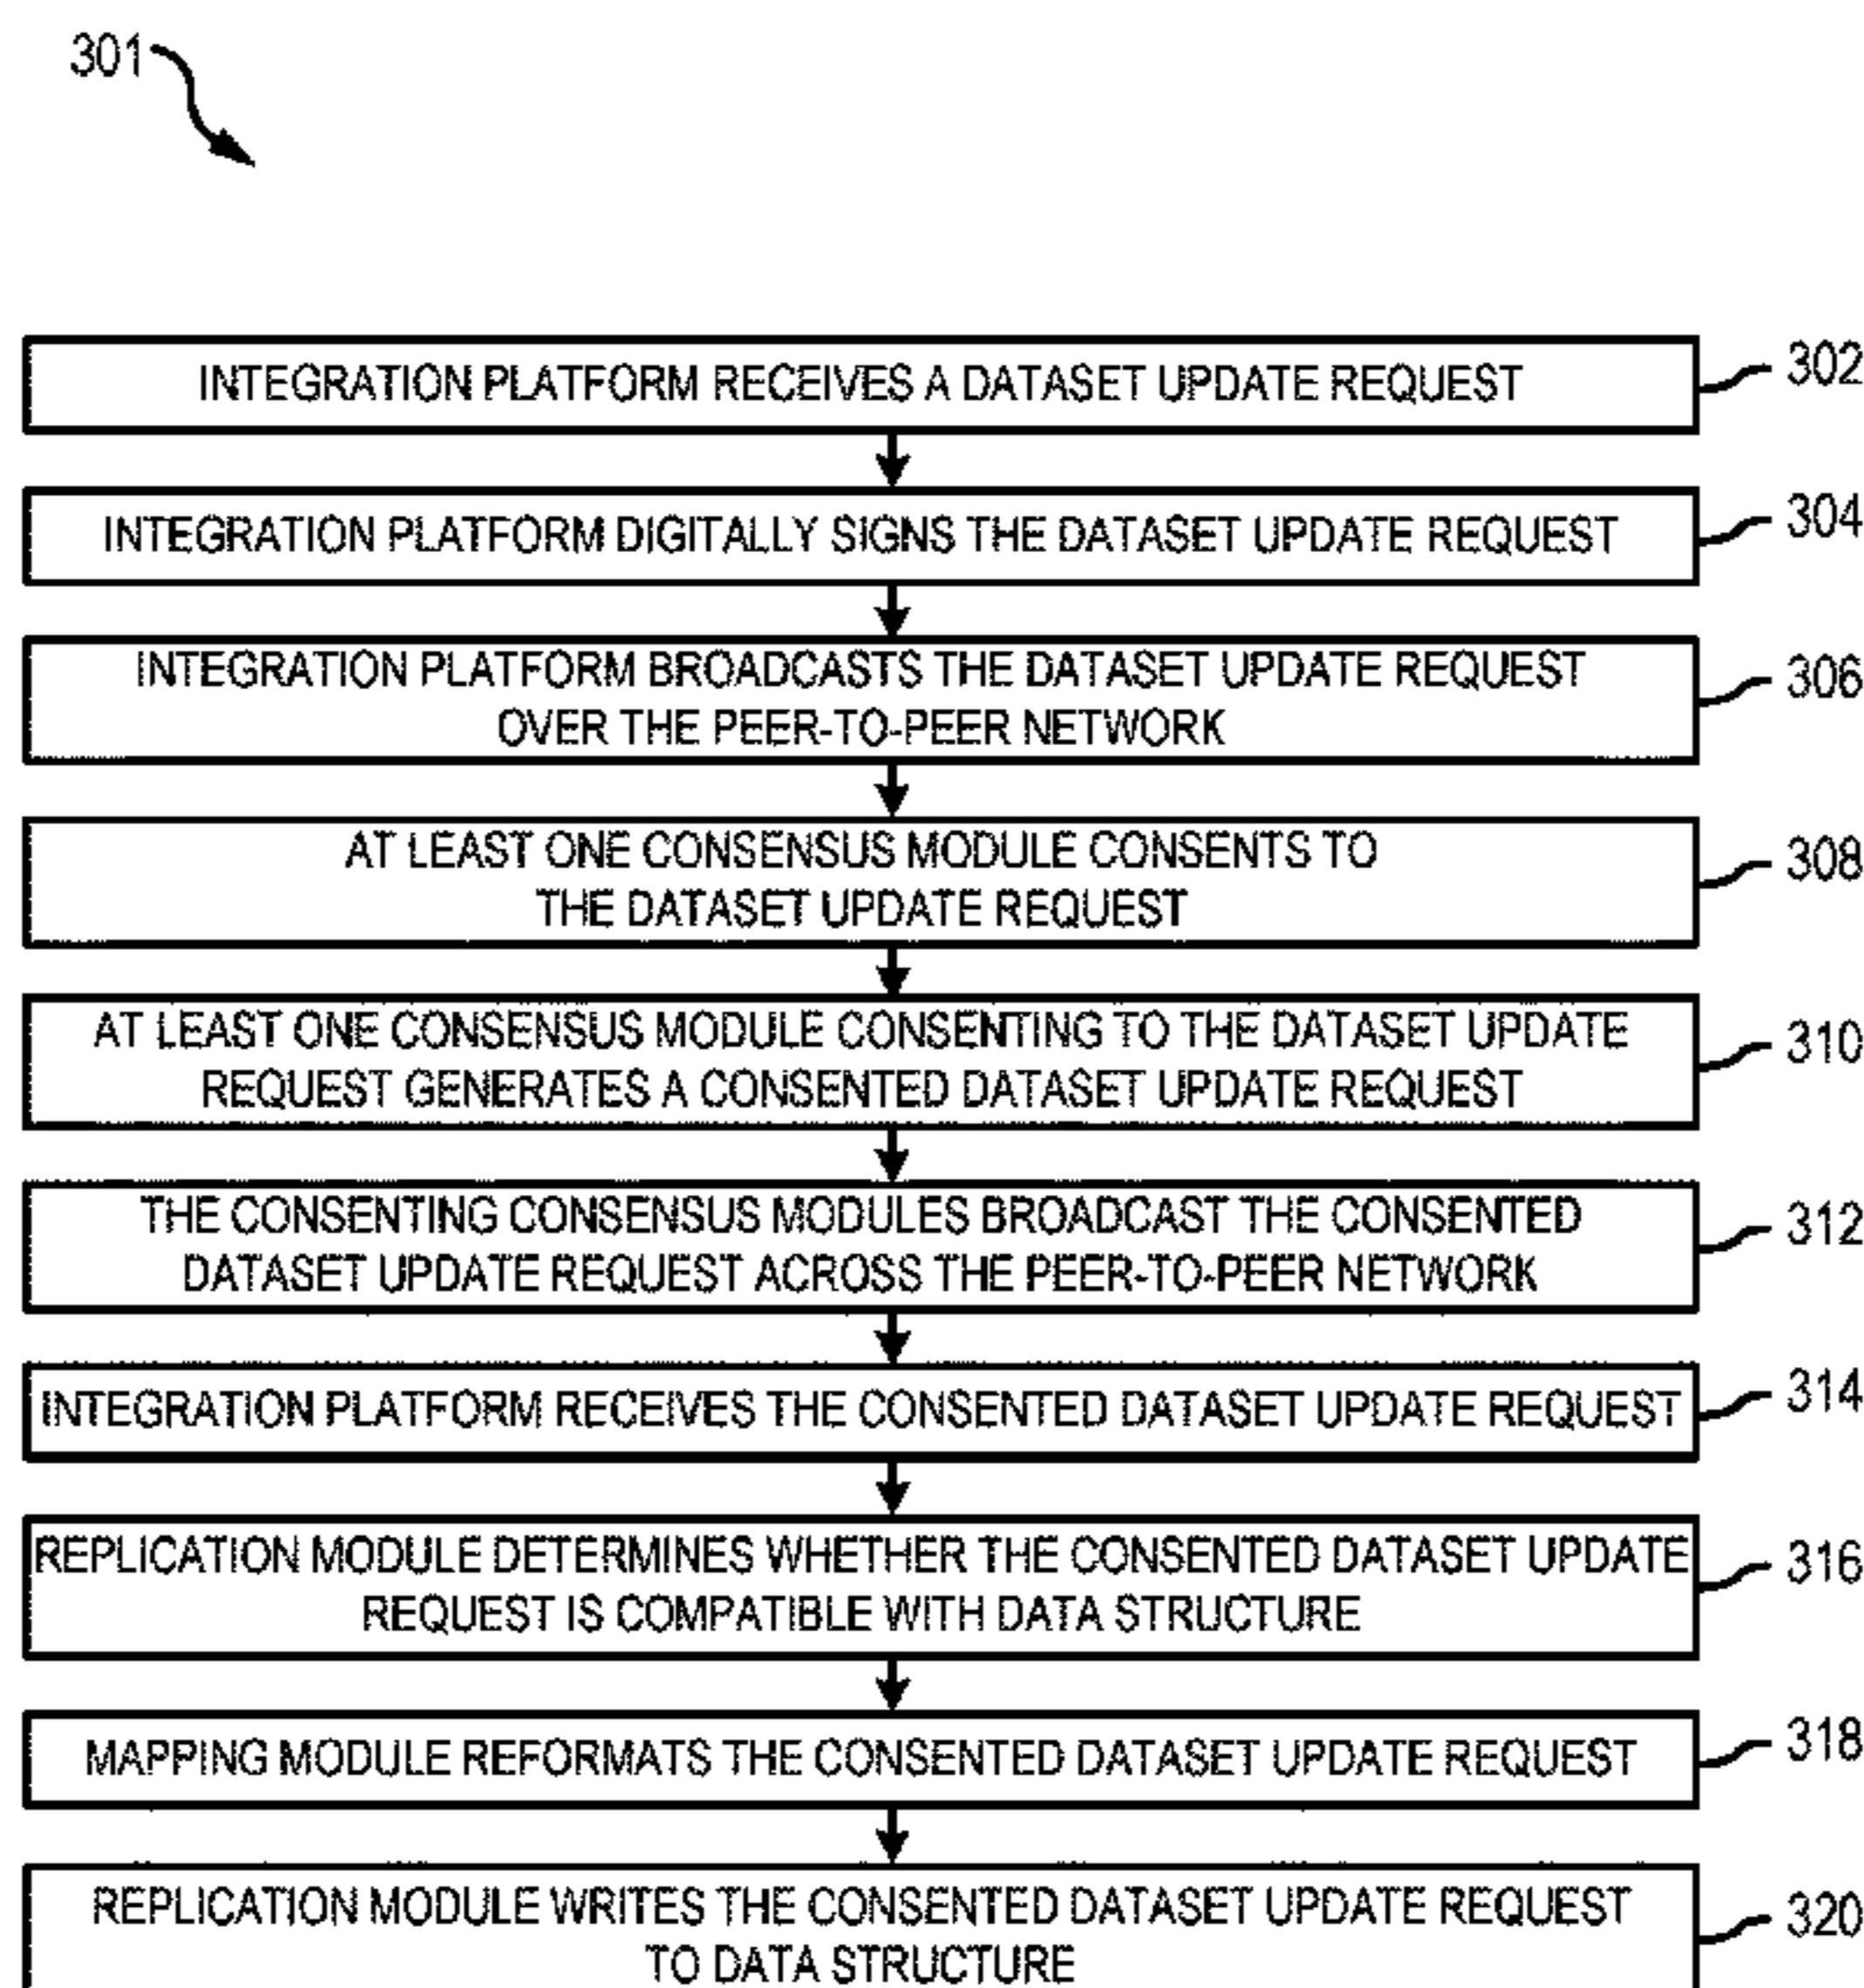 301
INTEGRATION PLATFORM RECEIVES A DATASET UPDATE REQUEST
302
INTEGRATION PLATFORM DIGITALLY SIGNS THE DATASET UPDATE REQUEST
304
INTEGRATION PLATFORM BROADCASTS THE DATASET UPDATE REQUEST
OVER THE PEER-TO-PEER NETWORK
306
AT LEAST ONE CONSENSUS MODULE CONSENTS TO
THE DATASET UPDATE REQUEST
308
AT LEAST ONE CONSENSUS MODULE CONSENTING TO THE DATASET UPDATE
REQUEST GENERATES A CONSENTED DATASET UPDATE REQUEST
310
THE CONSENTING CONSENSUS MODULES BROADCAST THE CONSENTED
DATASET UPDATE REQUEST ACROSS THE PEER-TO-PEER NETWORK
312
INTEGRATION PLATFORM RECEIVES THE CONSENTED DATASET UPDATE REQUEST
314
REPLICATION MODULE DETERMINES WHETHER THE CONSENTED DATASET UPDATE
REQUEST IS COMPATIBLE WITH DATA STRUCTURE
316
MAPPING MODULE REFORMATS THE CONSENTED DATASET UPDATE REQUEST
318
REPLICATION MODULE WRITES THE CONSENTED DATASET UPDATE REQUEST
TO DATA STRUCTURE
320